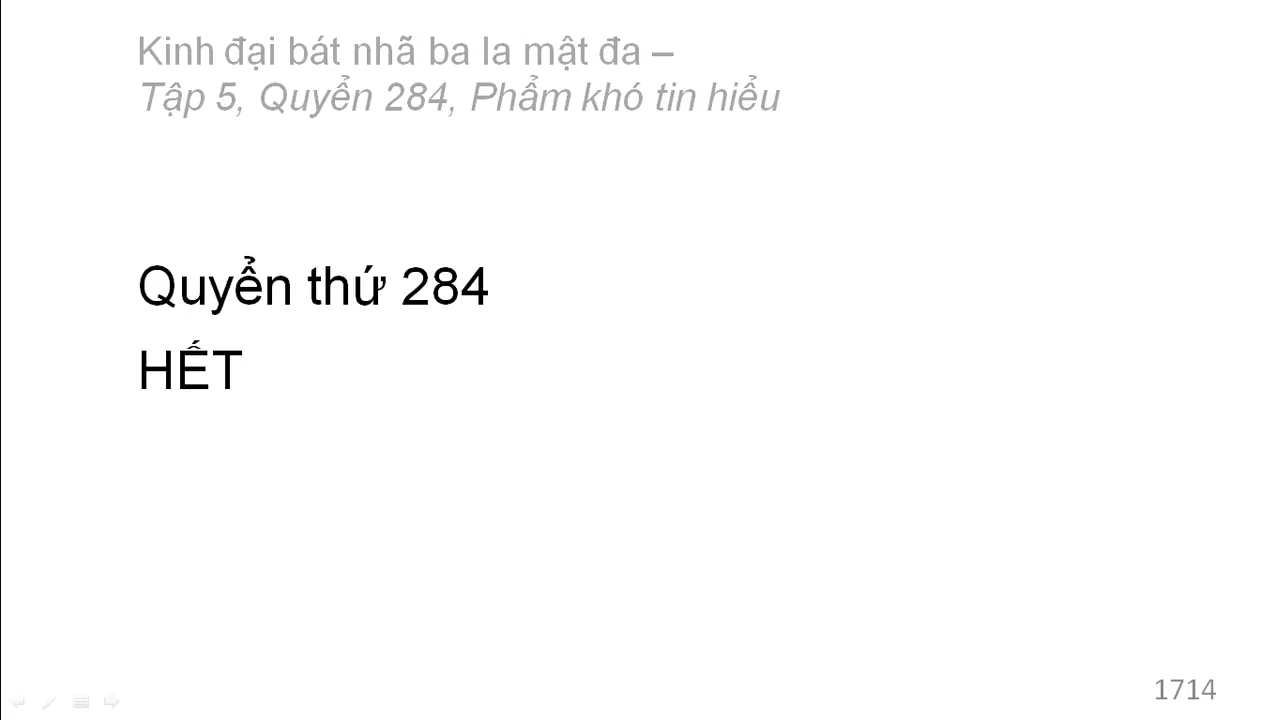 Kinh đại bát nhã ba la mật đa –
Tập 5, Quyển 284, Phẩm khó tin hiểu
Quyển thứ 284
HẾT
1714